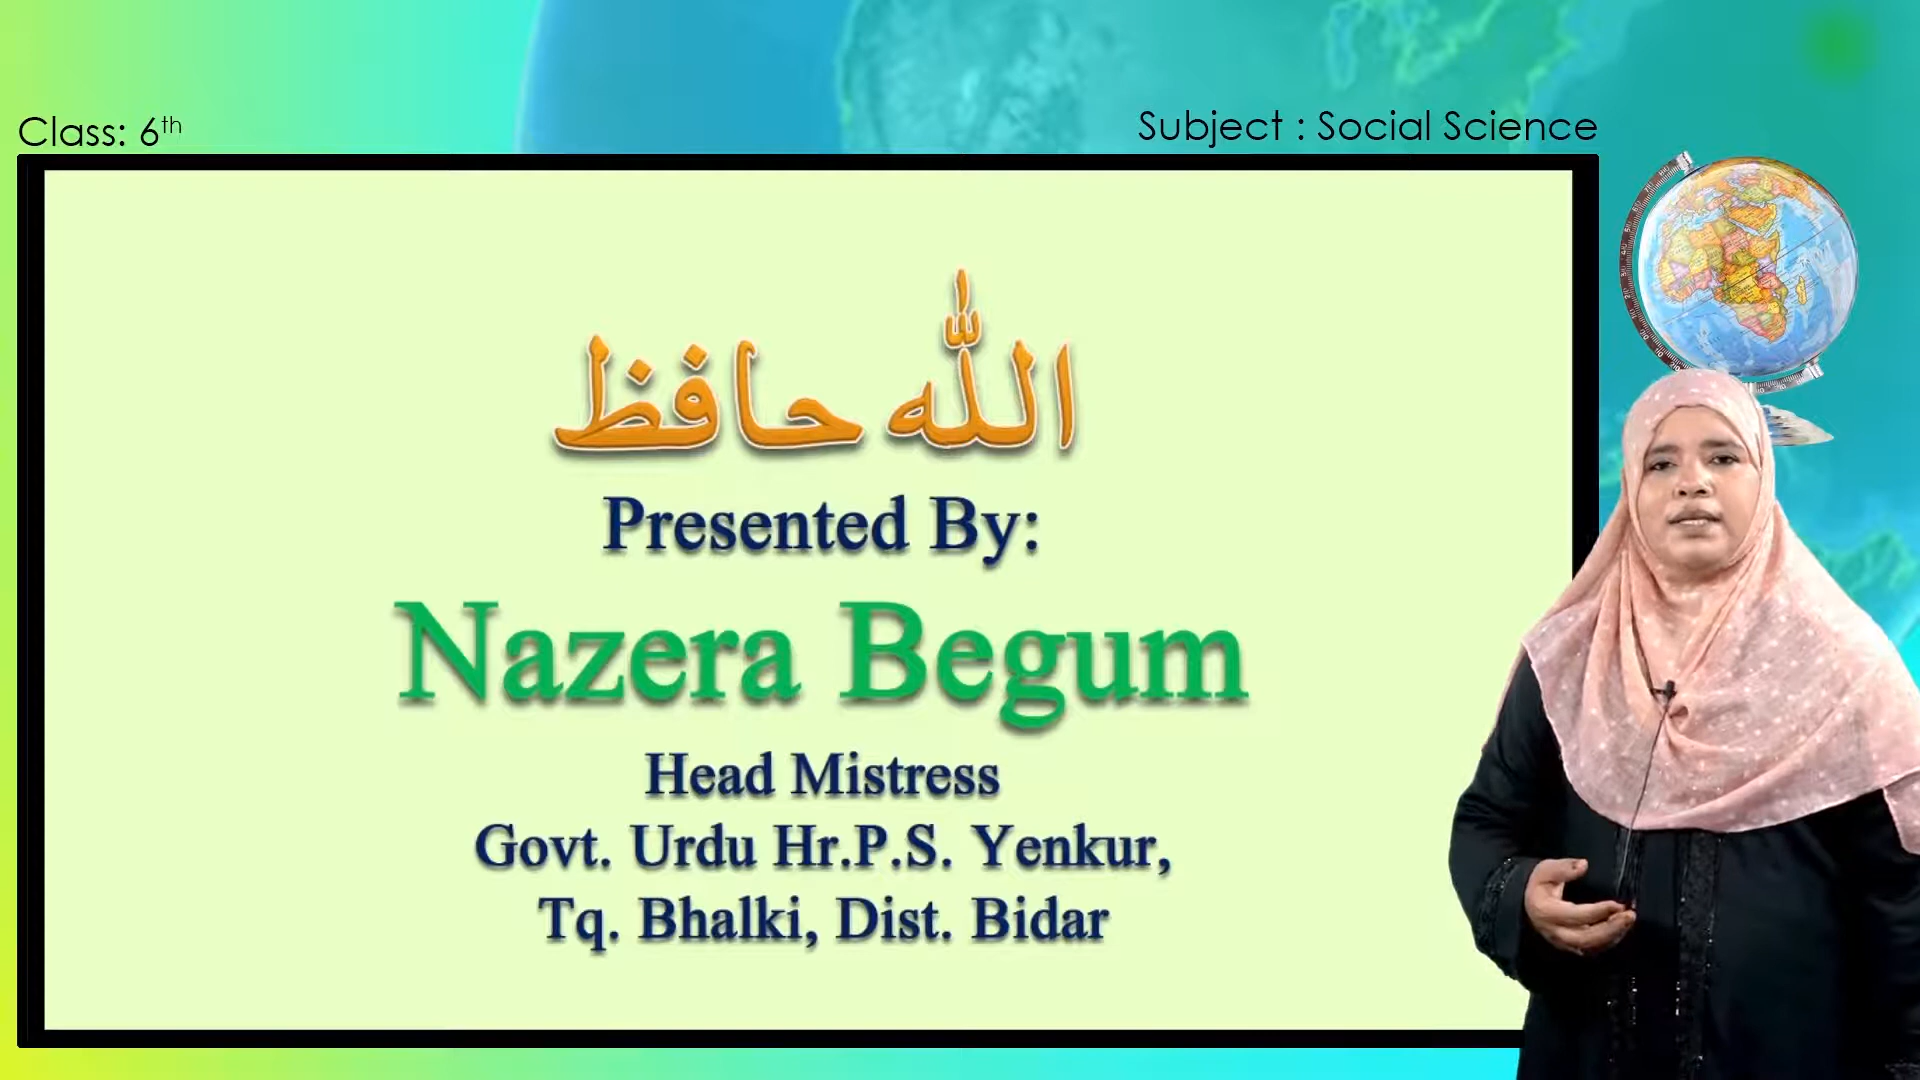 Class: 6th
Subject : Social Science
الله حافظ
Presented By:
Nazera Begum
Head Mistress
Govt. Urdu Hr.P.S. Yenkur,
Tq. Bhalki, Dist. Bidar